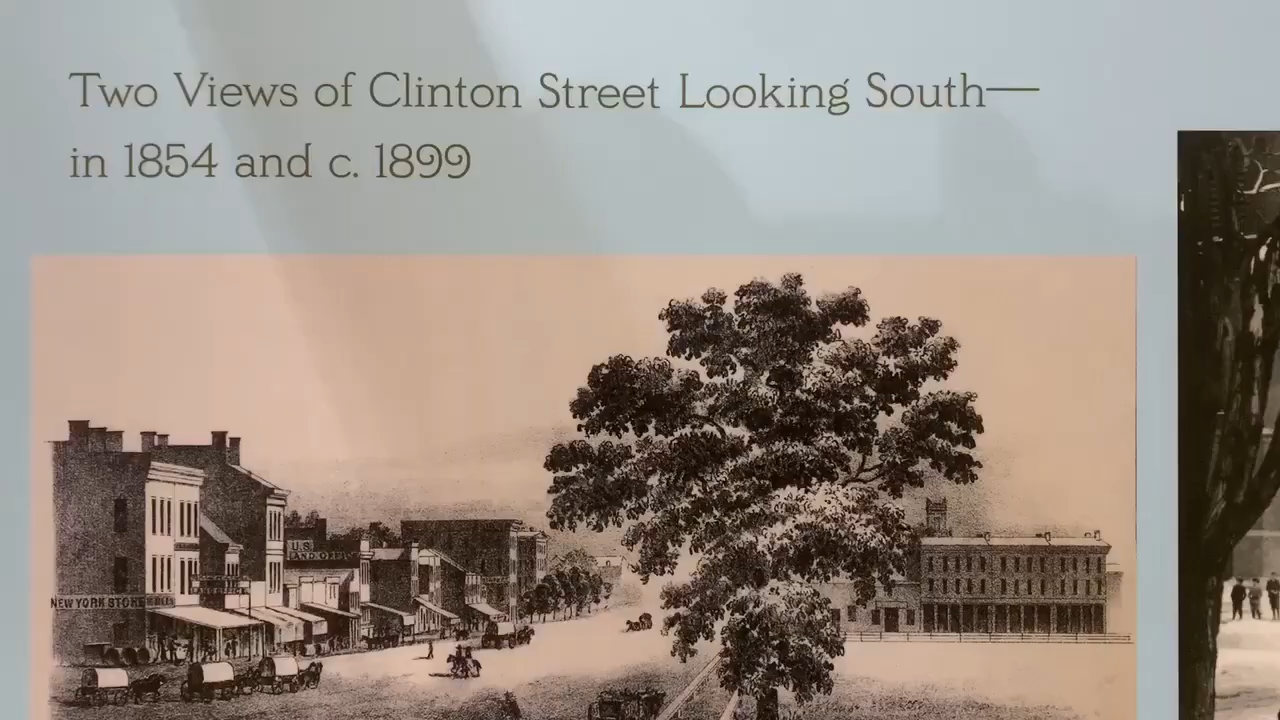 Two Views of Clinton Street Looking South—
in 1854 and c. 1899
U.S.
LAND OFFICE
NEW YORK STORE